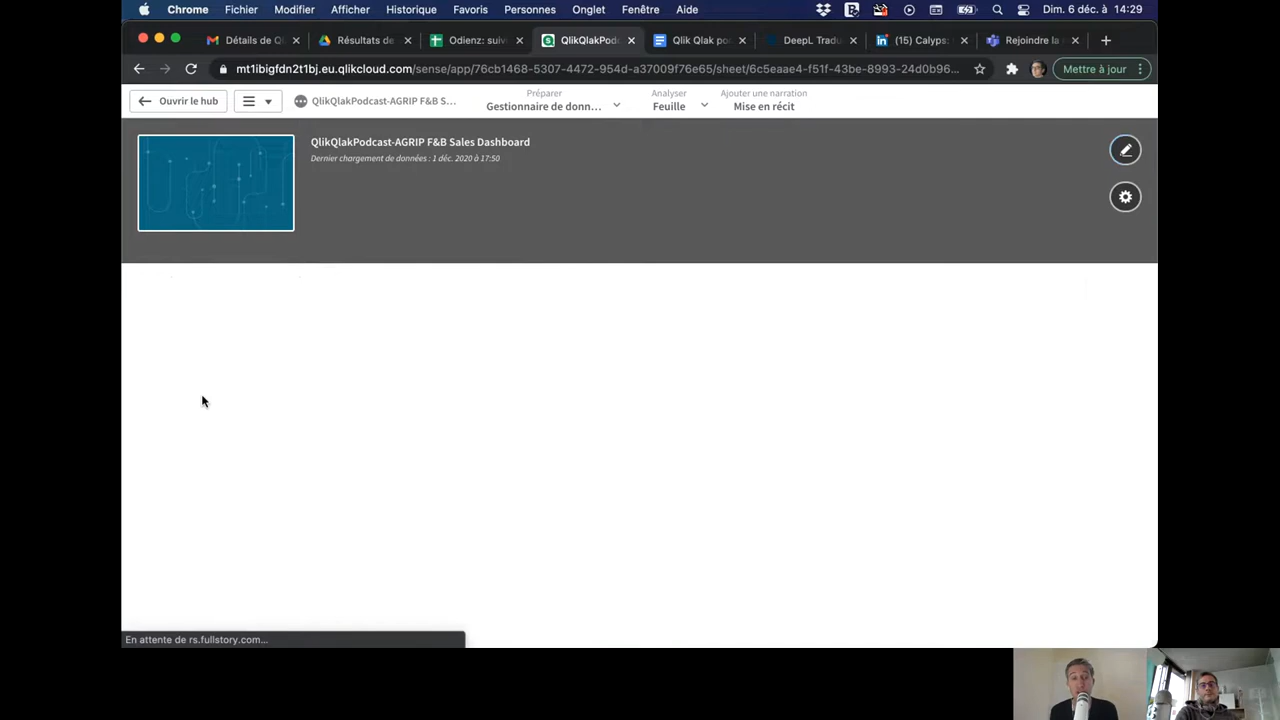 Chrome Fichier Modifier Afficher Historique Favoris Personnes Onglet Fenêtre Aide Dim. 6 déc. à 14:29
Détails de Q
Résultats de
Odienz: suiv
QlikQlakPod
Qlik Qlak po
DeepL Tradu
(15) Calyps:
Rejoindre la
mt1ibigfdn2t1bj.eu.qlikcloud.com/sense/app/76cb1468-5307-4472-954d-a37009f76e65/sheet/6c5eaae4-f51f-43be-8993-24d0b96... Mettre à jour
Ouvrir le hub
QlikQlakPodcast-AGRIP F&B S...
Préparer
Gestionnaire de donn...
Analyser
Feuille
Ajouter une narration
Mise en récit
QlikQlakPodcast-AGRIP F&B Sales Dashboard
Dernier chargement de données : 1 déc. 2020 à 17:50
En attente de rs.fullstory.com...